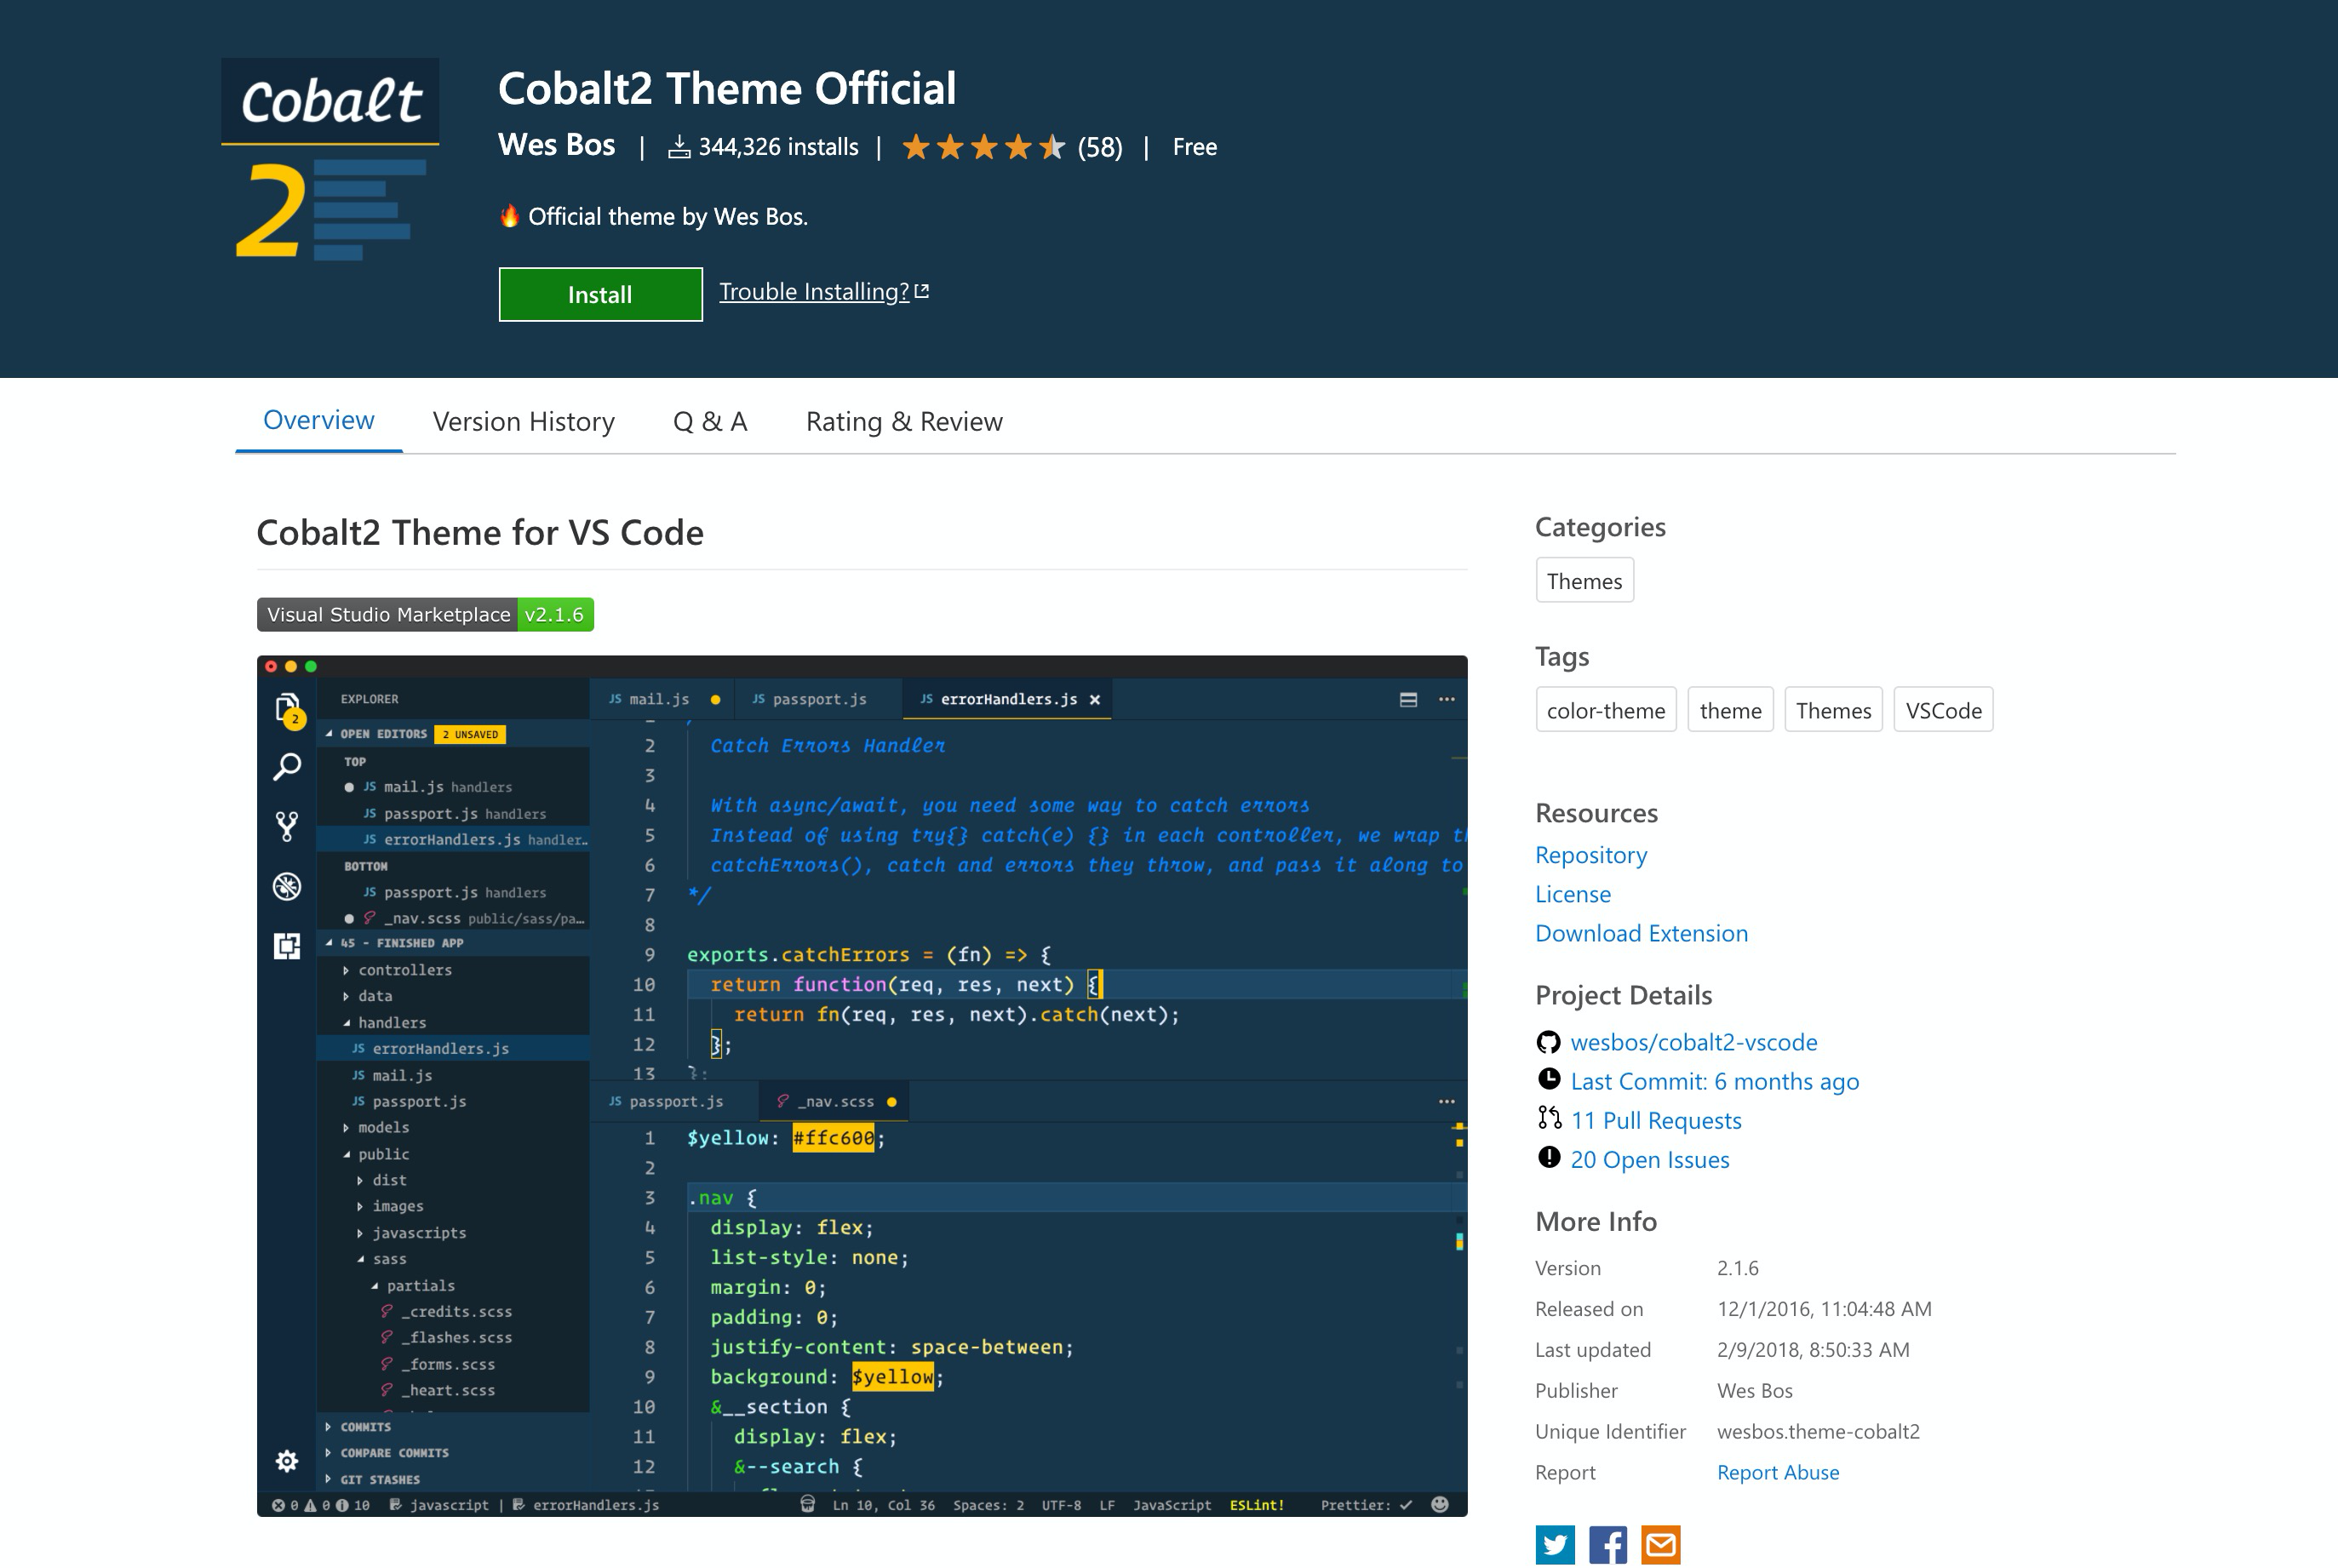 Cobalt
2
Cobalt2 Theme Official
Wes Bos | 344,326 installs | (58) | Free
🔥 Official theme by Wes Bos.
Install Trouble Installing?
Overview Version History Q & A Rating & Review
Cobalt2 Theme for VS Code
Visual Studio Marketplace v2.1.6
EXPLORER
2
OPEN EDITORS 2 UNSAVED
TOP
JS mail.js handlers
JS passport.js handlers
JS errorHandlers.js handler…
BOTTOM
JS passport.js handlers
_nav.scss public/sass/pa…
45 - FINISHED APP
controllers
data
handlers
JS errorHandlers.js
JS mail.js
JS passport.js
models
public
dist
images
javascripts
sass
partials
_credits.scss
_flashes.scss
_forms.scss
_heart.scss
COMMITS
COMPARE COMMITS
GIT STASHES
JS mail.js JS passport.js JS errorHandlers.js ×
2 Catch Errors Handler
3
4 With async/await, you need some way to catch errors
5 Instead of using try{} catch(e) {} in each controller, we wrap
6 catchErrors(), catch and errors they throw, and pass it along to
7 */
8
9 exports.catchErrors = (fn) => {
10 return function(req, res, next) {
11 return fn(req, res, next).catch(next);
12 };
13 };
JS passport.js _nav.scss
1 $yellow: #ffc600;
2
3 .nav {
4 display: flex;
5 list-style: none;
6 margin: 0;
7 padding: 0;
8 justify-content: space-between;
9 background: $yellow;
10 &__section {
11 display: flex;
12 &--search {
0 0 10 javascript | errorHandlers.js Ln 10, Col 36 Spaces: 2 UTF-8 LF JavaScript ESLint! Prettier: ✓
Categories
Themes
Tags
color-theme theme Themes VSCode
Resources
Repository
License
Download Extension
Project Details
wesbos/cobalt2-vscode
Last Commit: 6 months ago
11 Pull Requests
20 Open Issues
More Info
Version 2.1.6
Released on 12/1/2016, 11:04:48 AM
Last updated 2/9/2018, 8:50:33 AM
Publisher Wes Bos
Unique Identifier wesbos.theme-cobalt2
Report Report Abuse